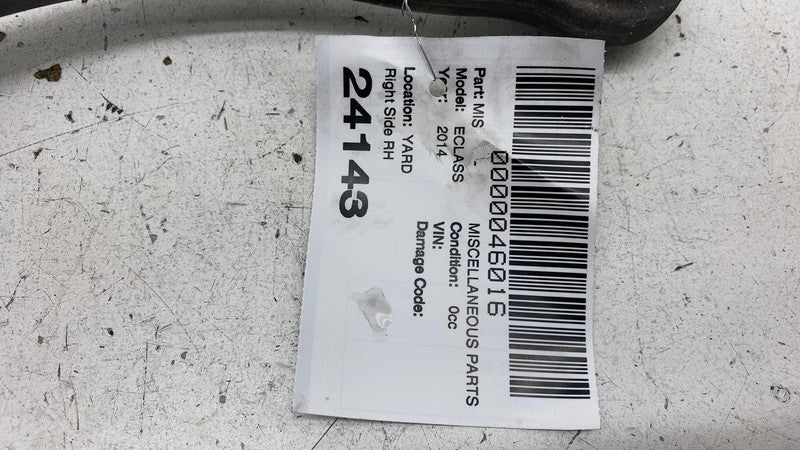 0000046016
Part: MIS - MISCELLANEOUS PARTS
Model: ECLASS Condition: 0cc
Year: 2014 VIN:
Damage Code:
Location: YARD
Right Side RH
24143